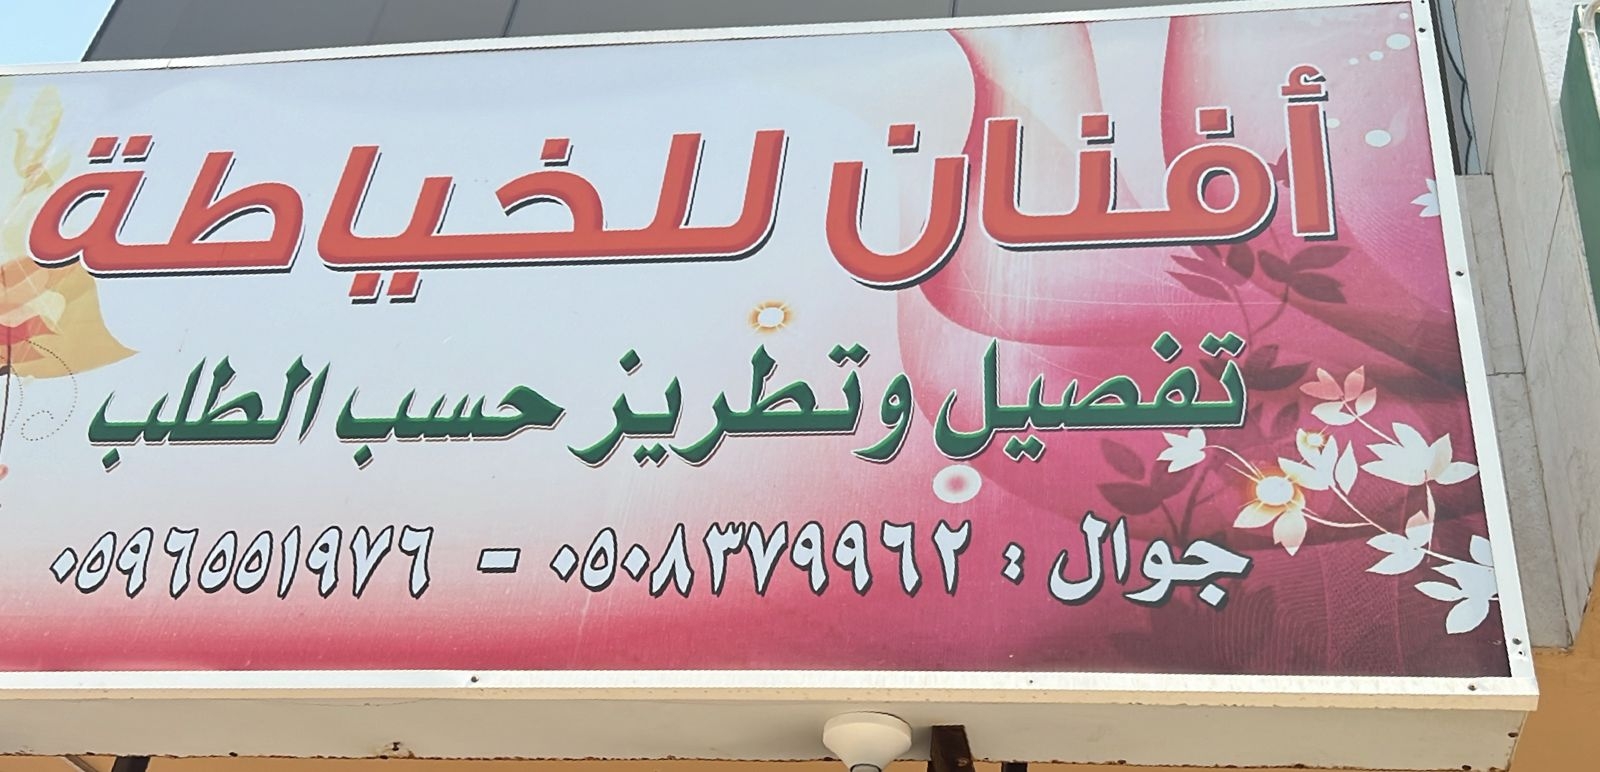 أفنان للخياطة
تفصيل وتطريز حسب الطلب
جوال : ٠٥٠٨٣٧٩٩٦٢ - ٠٥٩٦٥٥١٩٧٦